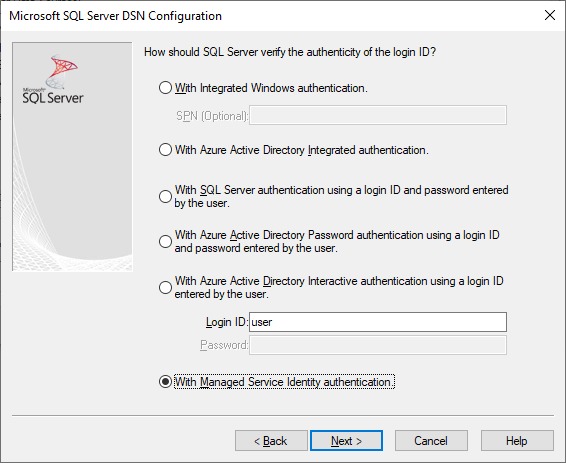 Microsoft SQL Server DSN Configuration
How should SQL Server verify the authenticity of the login ID?
Microsoft
SQL Server
With Integrated Windows authentication.
SPN (Optional):
With Azure Active Directory Integrated authentication.
With SQL Server authentication using a login ID and password entered
by the user.
With Azure Active Directory Password authentication using a login ID
and password entered by the user.
With Azure Active Directory Interactive authentication using a login ID
entered by the user.
Login ID: user
Password:
With Managed Service Identity authentication.
< Back
Next >
Cancel
Help